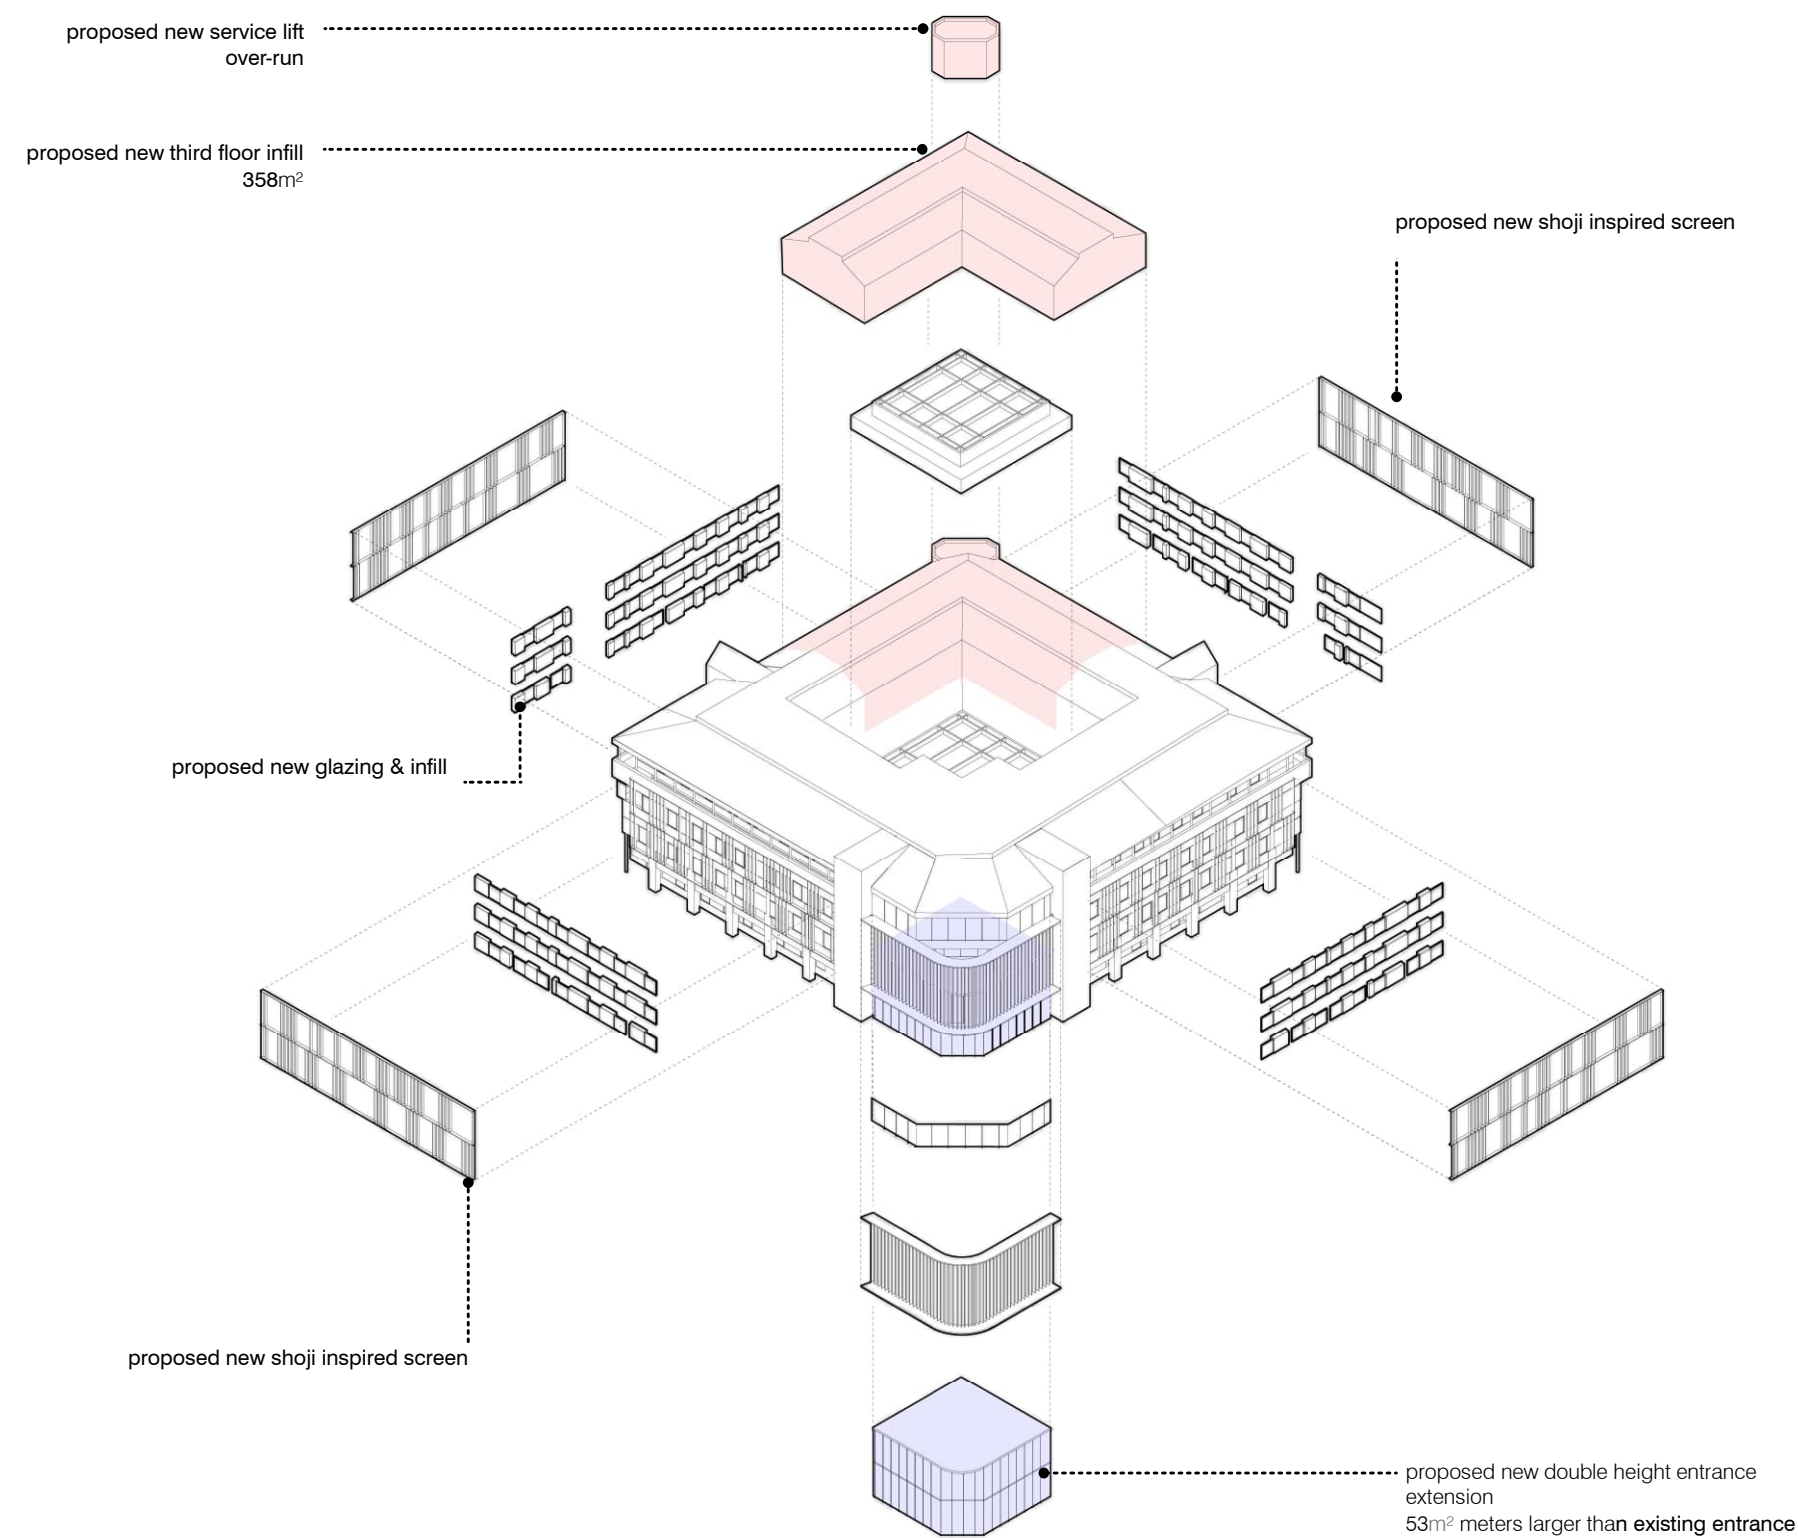 proposed new service lift
over-run
proposed new third floor infill
358m²
proposed new shoji inspired screen
proposed new glazing & infill
proposed new shoji inspired screen
proposed new double height entrance
extension
53m² meters larger than existing entrance